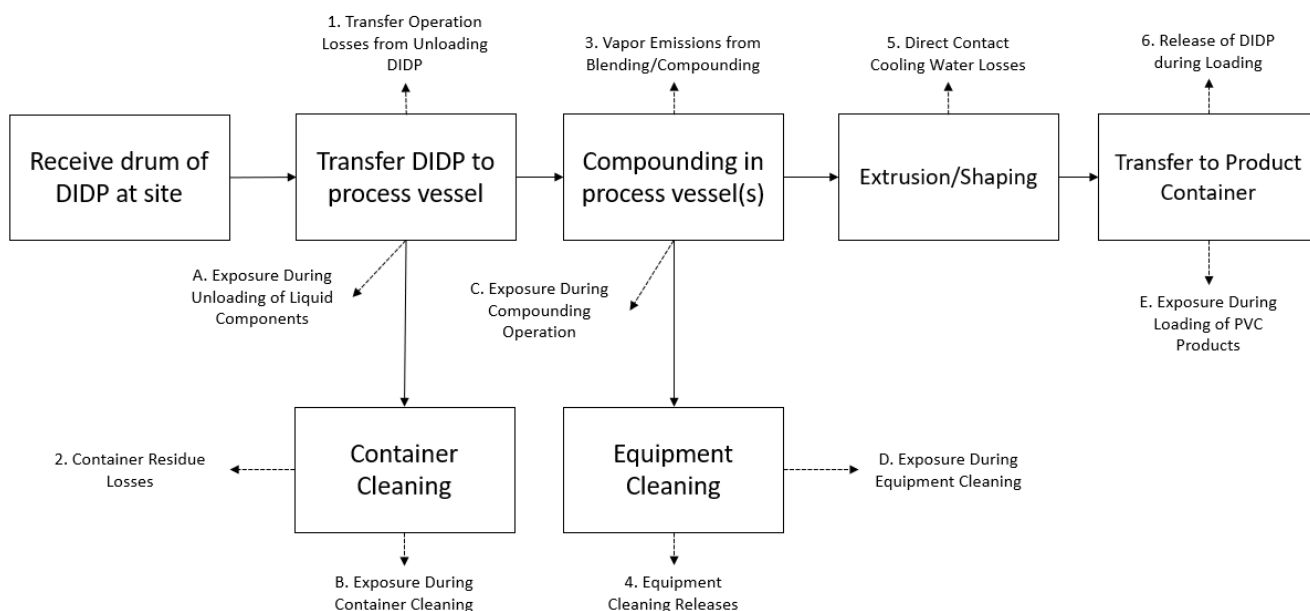 1. Transfer Operation
Losses from Unloading
DIDP
3. Vapor Emissions from
Blending/Compounding
5. Direct Contact
Cooling Water Losses
6. Release of DIDP
during Loading
Receive drum of
DIDP at site
Transfer DIDP to
process vessel
Compounding in
process vessel(s)
Extrusion/Shaping
Transfer to Product
Container
A. Exposure During
Unloading of Liquid
Components
C. Exposure During
Compounding
Operation
E. Exposure During
Loading of PVC
Products
2. Container Residue
Losses
Container
Cleaning
Equipment
Cleaning
D. Exposure During
Equipment Cleaning
B. Exposure During
Container Cleaning
4. Equipment
Cleaning Releases